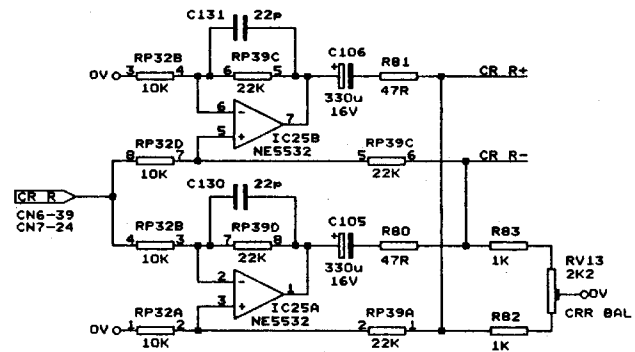 C131 22p
RP32B RP39C C106 R81
0V 3 4 6 5 + CR R+
10K 22K 330u 47R
16V
6 - 7
5 + IC25B
RP32D NE5532 RP39C
8 7 5 6 CR R-
10K 22K
C130 22p
CR R
CN6-39
CN7-24
RP32B RP39D C105 R80 R83
4 3 7 8 + 
10K 22K 330u 47R 1K
16V RV13
2K2
2 - 1 0V
3 + IC25A
RP32A NE5532 RP39A R82 CRR BAL
0V 1 2 2 1
10K 22K 1K